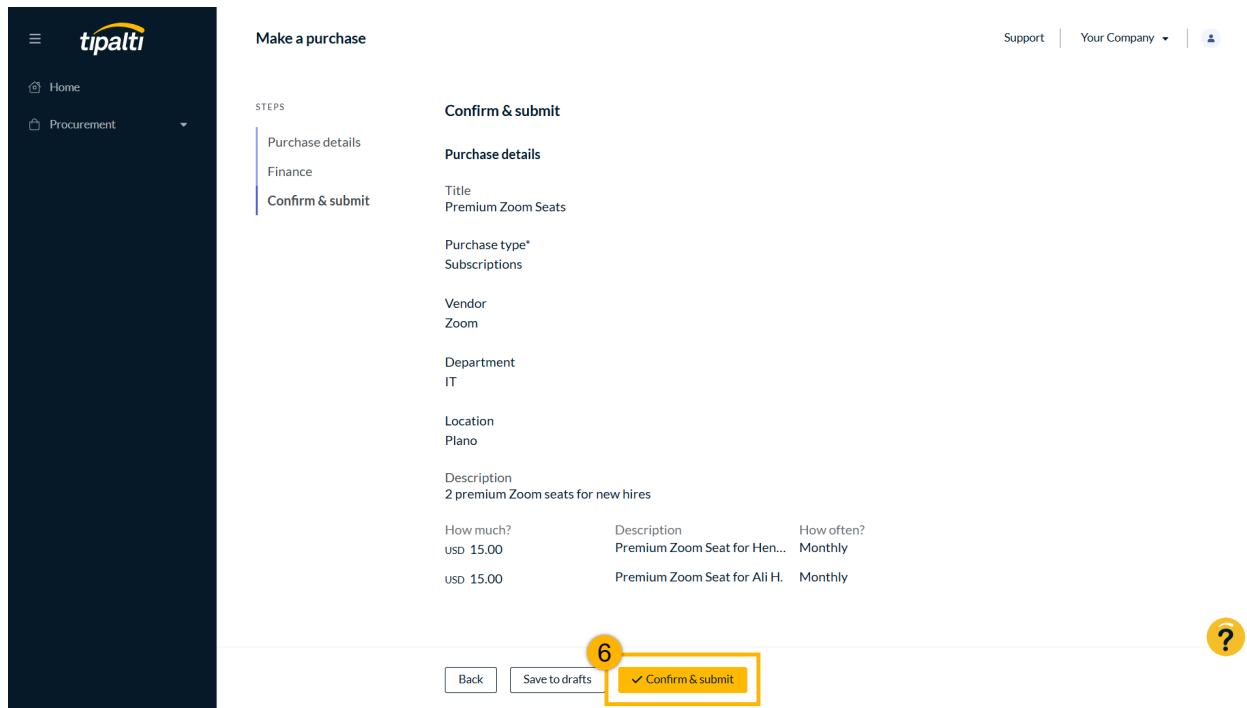 tipalti
Home
Procurement
Make a purchase
Support
Your Company
STEPS
Purchase details
Finance
Confirm & submit
Confirm & submit
Purchase details
Title
Premium Zoom Seats
Purchase type*
Subscriptions
Vendor
Zoom
Department
IT
Location
Plano
Description
2 premium Zoom seats for new hires
How much? Description How often?
USD 15.00 Premium Zoom Seat for Hen... Monthly
USD 15.00 Premium Zoom Seat for Ali H. Monthly
?
6
Back Save to drafts Confirm & submit